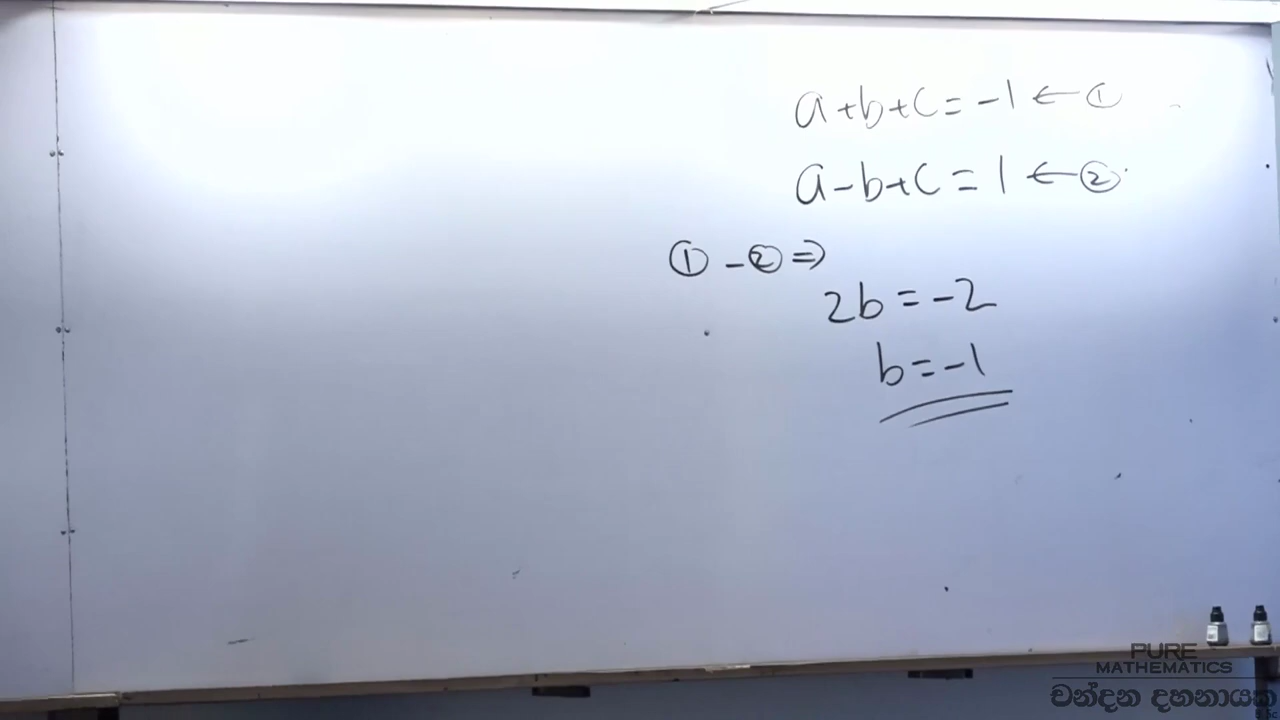 a+b+c=-1 ← ①
a-b+c=1 ← ②
① - ② ⇒
2b=-2
b=-1
PURE
MATHEMATICS
චන්දන දහනායක